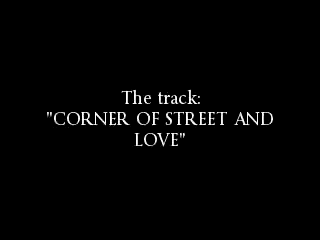 The track:
"CORNER OF STREET AND
LOVE"